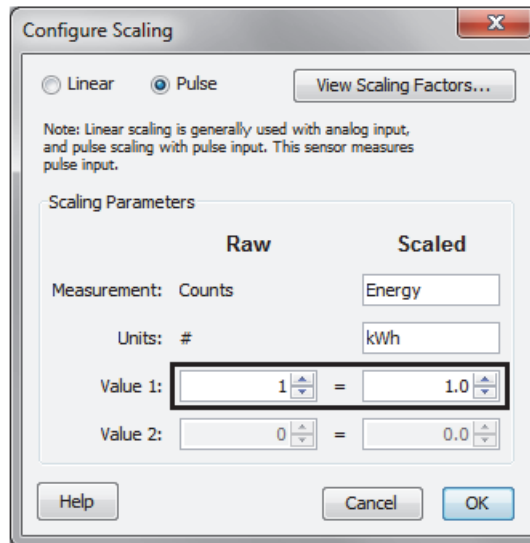 Configure Scaling
Linear Pulse View Scaling Factors...
Note: Linear scaling is generally used with analog input,
and pulse scaling with pulse input. This sensor measures
pulse input.
Scaling Parameters
Raw Scaled
Measurement: Counts Energy
Units: # kWh
Value 1: 1 = 1.0
Value 2: 0 = 0.0
Help Cancel OK